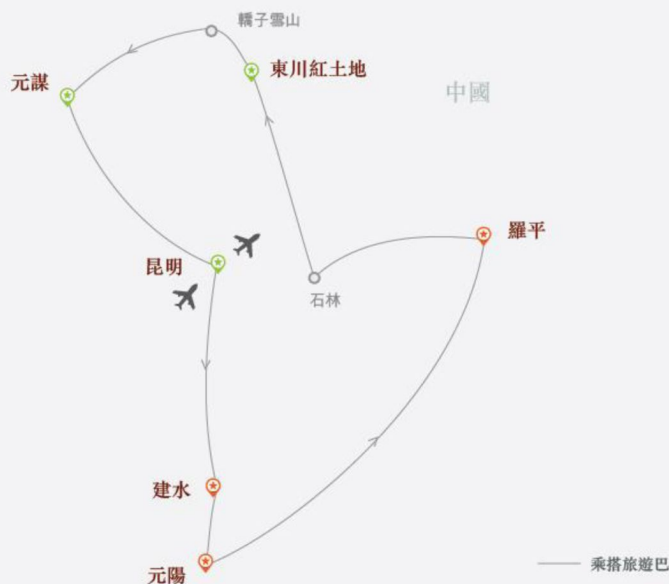 轎子雪山
東川紅土地
元謀
中國
羅平
昆明
石林
建水
元陽
乘搭旅遊巴